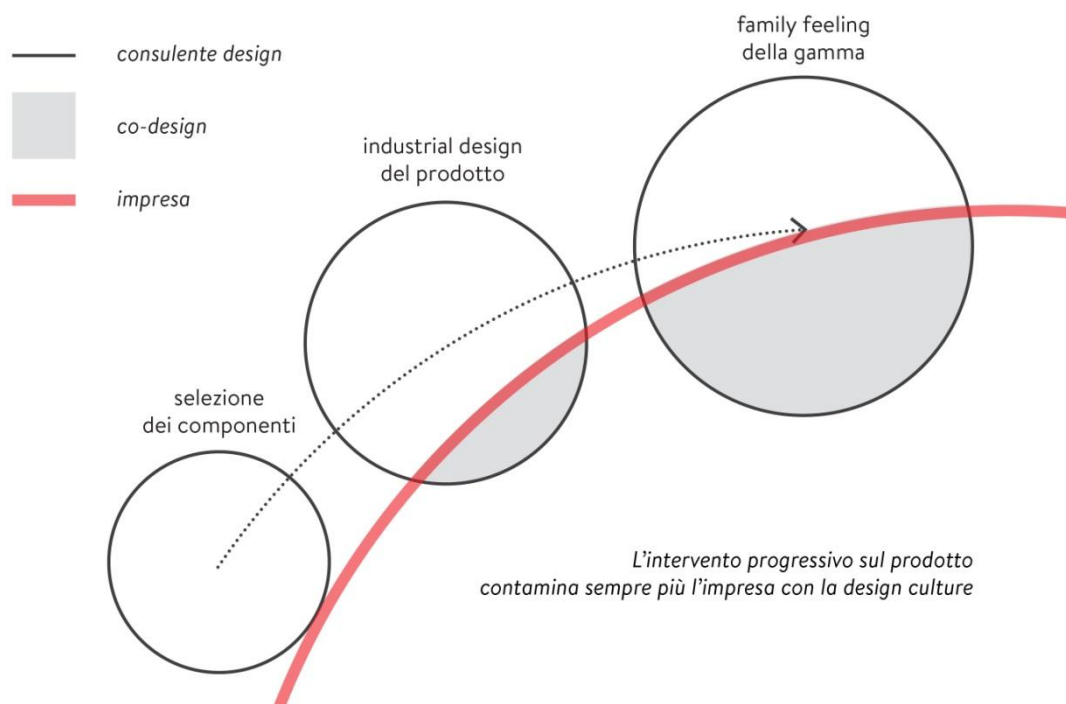 consulente design
co-design
impresa
family feeling
della gamma
industrial design
del prodotto
selezione
dei componenti
L'intervento progressivo sul prodotto
contamina sempre più l'impresa con la design culture